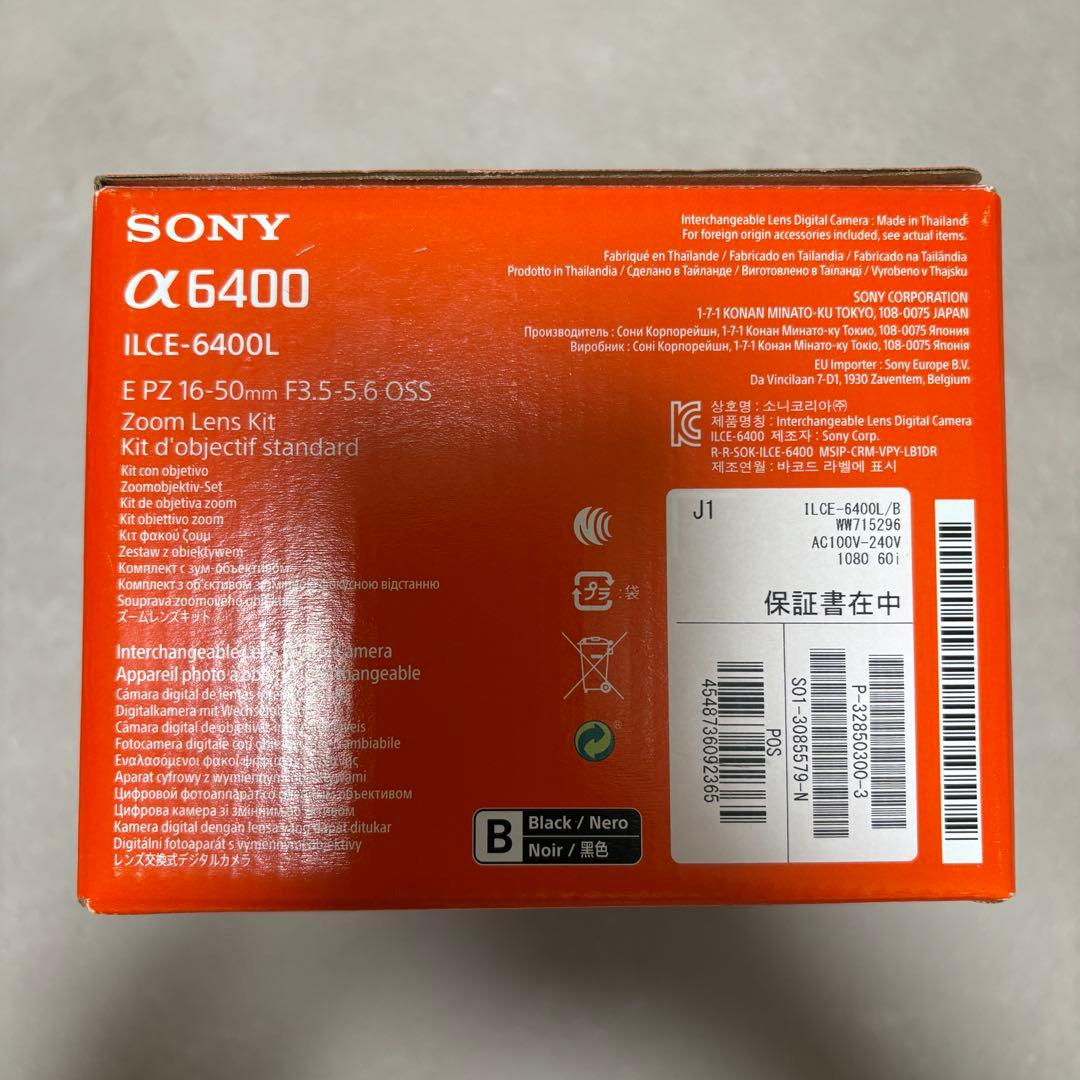 SONY
α6400
ILCE-6400L
E PZ 16-50mm F3.5-5.6 OSS
Zoom Lens Kit
Kit d'objectif standard
Kit con objetivo
Zoomobjektiv-Set
Kit de objetiva zoom
Kit obiettivo zoom
Κιτ φακού ζουμ
Zestaw z obiektywem
Комплект с зум-объективом
Комплект з об'єктивом зі змінною фокусною відстанню
Souprava zoomového
ズームレンズキット
Interchangeable Lens Camera
Appareil photo à changeable
Cámara digital de lentes
Digitalkamera mit
Câmara digital de objetivas
Fotocamera digitale con
Εναλλασόμενοι φακοί
Aparat cyfrowy z wymiennymi
Цифровой фотоаппарат со объективом
Цифрова камера зі змінним
Kamera digital dengan lensa yang dapat ditukar
Digitální fotoaparát s výměnnými objektivy
レンズ交換式デジタルカメラ
Interchangeable Lens Digital Camera : Made in Thailand
For foreign origin accessories included, see actual items.
Fabriqué en Thaïlande / Fabricado en Tailandia / Fabricado na Tailândia
Prodotto in Thailandia / Сделано в Тайланде / Виготовлено в Таїланді / Vyrobeno v Thajsku
SONY CORPORATION
1-7-1 KONAN MINATO-KU TOKYO, 108-0075 JAPAN
Производитель : Сони Корпорейшн, 1-7-1 Конан Минато-ку Токио, 108-0075 Япония
Виробник : Соні Корпорейшн, 1-7-1 Конан Мінато-ку Токіо, 108-0075 Японія
EU Importer : Sony Europe B.V.
Da Vincilaan 7-D1, 1930 Zaventem, Belgium
상호명 : 소니코리아㈜
제품명칭 : Interchangeable Lens Digital Camera
ILCE-6400 제조자 : Sony Corp.
R-R-SOK-ILCE-6400 MSIP-CRM-VPY-LB1DR
제조연월 : 바코드 라벨에 표시
プラ : 袋
B
Black / Nero
Noir / 黑色
J1
ILCE-6400L/B
WW715296
AC100V-240V
1080 60i
保証書在中
4548736092365
POS
S01-3085579-N
P-32850300-3